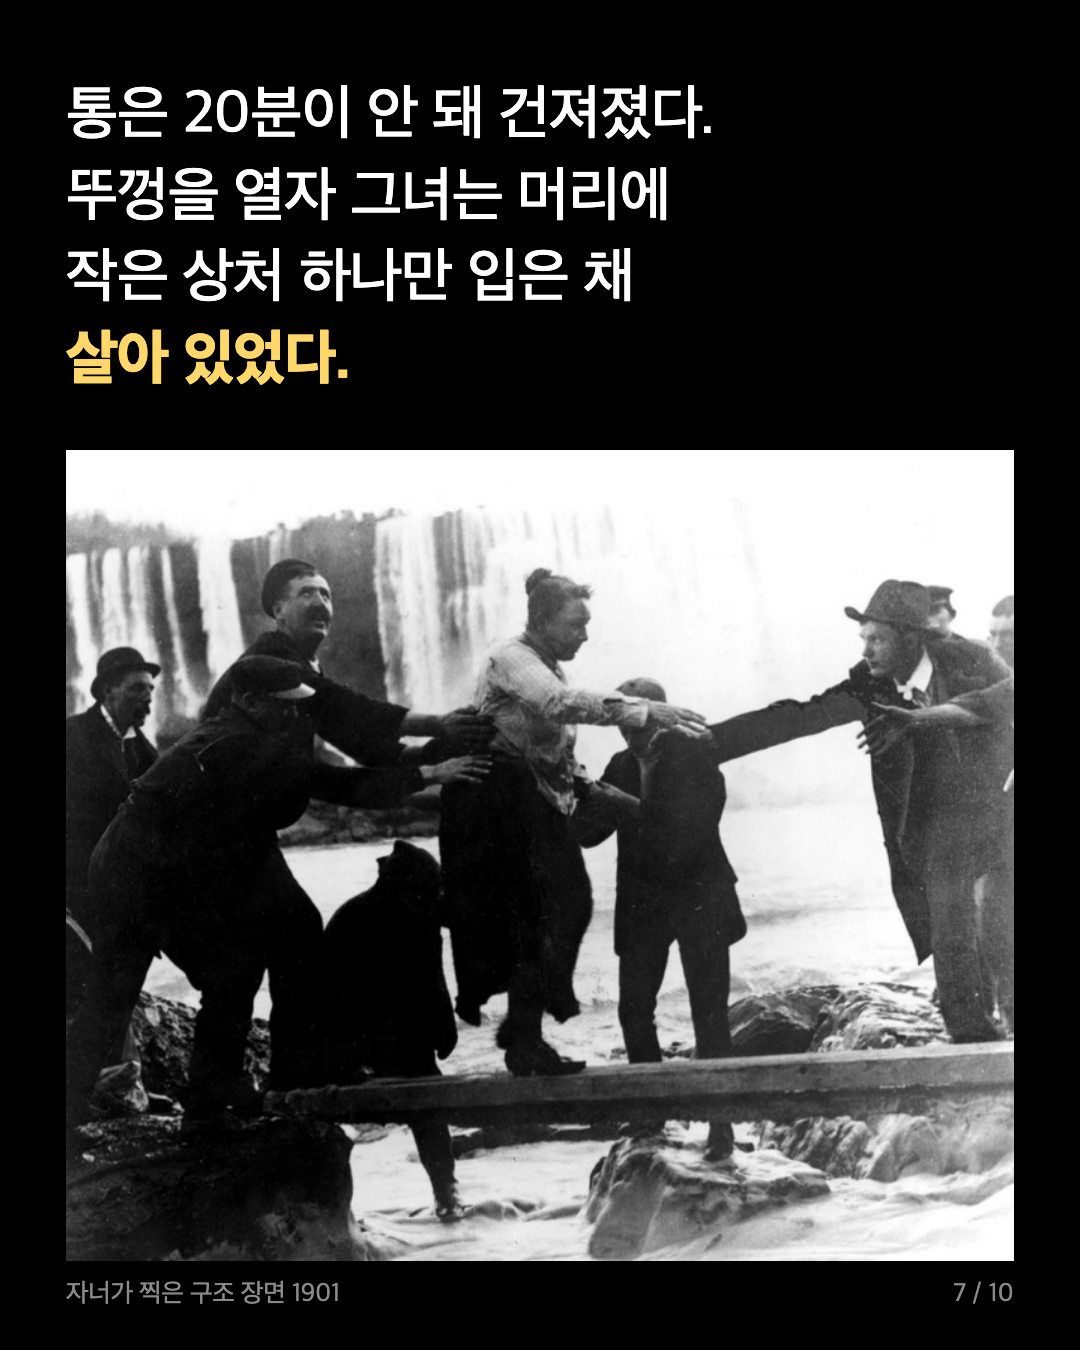 통은 20분이 안 돼 건져졌다.
뚜껑을 열자 그녀는 머리에
작은 상처 하나만 입은 채
살아 있었다.
자너가 찍은 구조 장면 1901
7 / 10